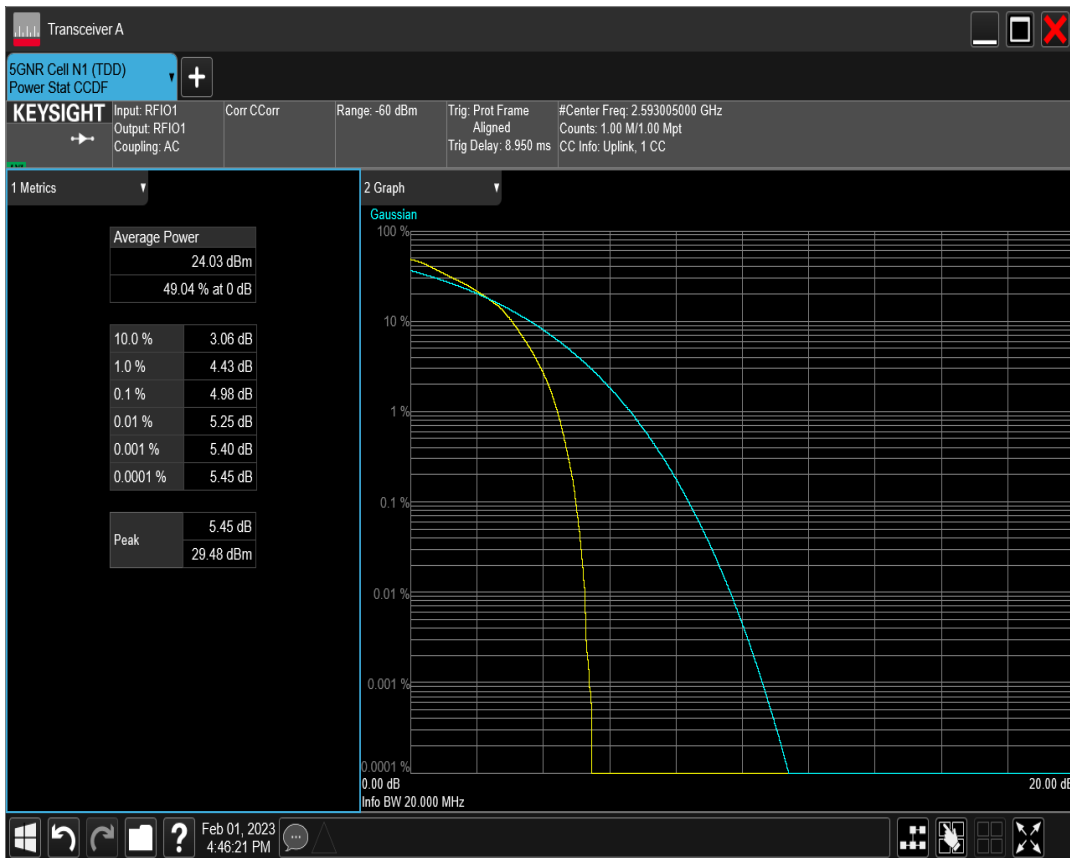 Transceiver A
5GNR Cell N1 (TDD)
Power Stat CCDF
KEYSIGHT
Input: RFIO1
Output: RFIO1
Coupling: AC
Corr CCorr
Range: -60 dBm
Trig: Prot Frame
Aligned
Trig Delay: 8.950 ms
#Center Freq: 2.593005000 GHz
Counts: 1.00 M/1.00 Mpt
CC Info: Uplink, 1 CC
1 Metrics
Average Power
24.03 dBm
49.04 % at 0 dB
10.0 % 3.06 dB
1.0 % 4.43 dB
0.1 % 4.98 dB
0.01 % 5.25 dB
0.001 % 5.40 dB
0.0001 % 5.45 dB
Peak
5.45 dB
29.48 dBm
2 Graph
Gaussian
100 %
10 %
1 %
0.1 %
0.01 %
0.001 %
0.0001 %
0.00 dB
20.00 dB
Info BW 20.000 MHz
?
Feb 01, 2023
4:46:21 PM